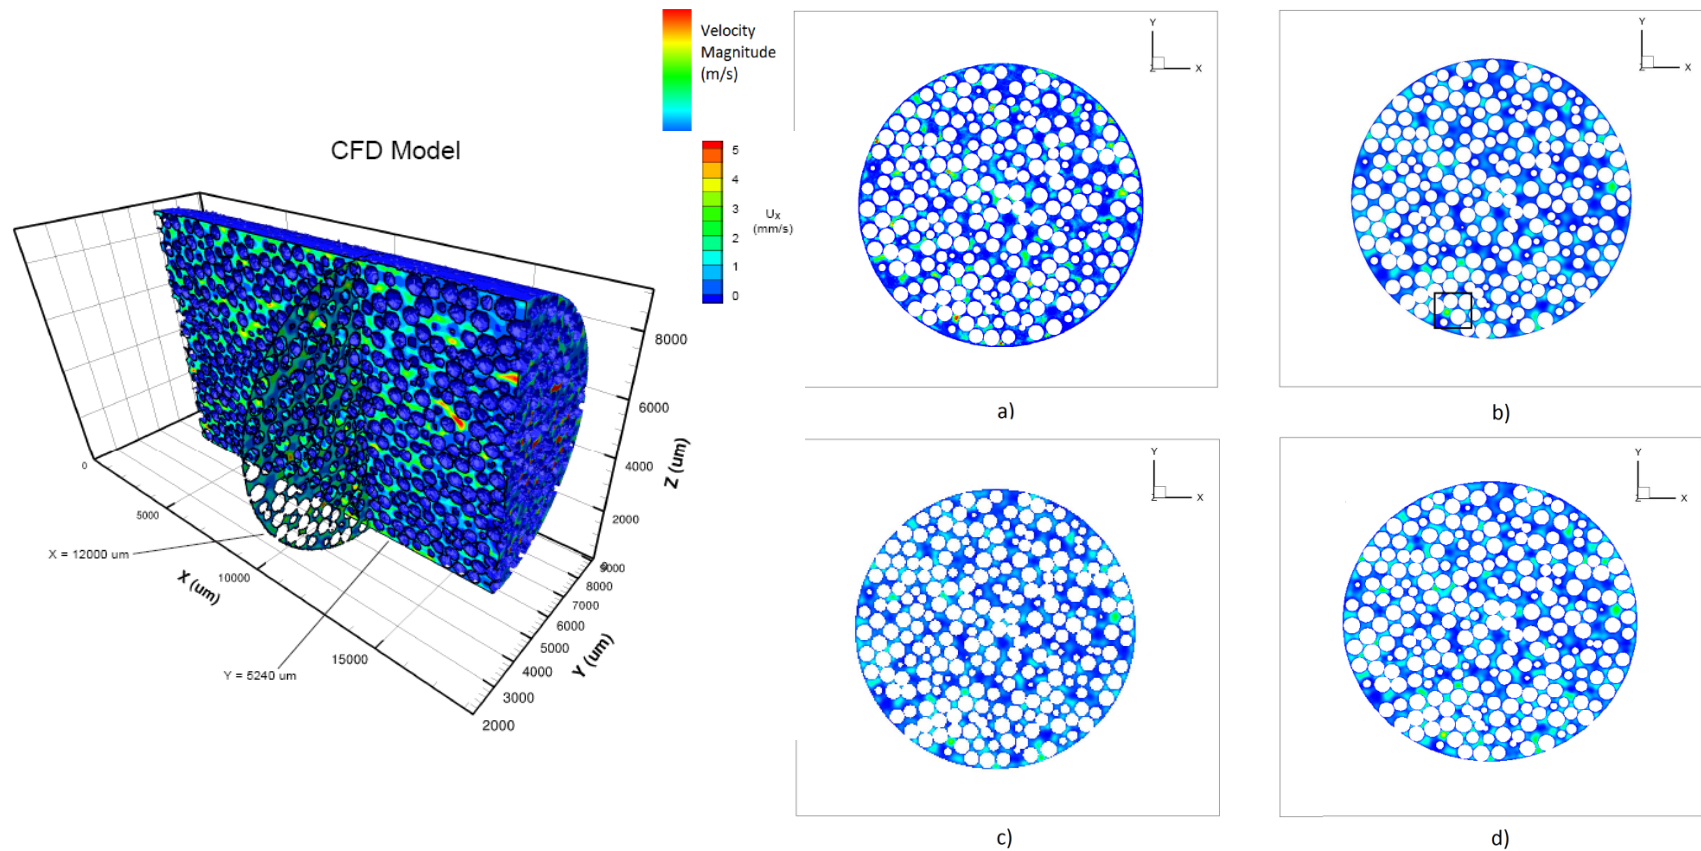 Velocity
Magnitude
(m/s)
CFD Model
5
4
3
2
1
0
Ux
(mm/s)
8000
6000
4000
2000
Z (um)
0
5000
10000
15000
X (um)
X = 12000 um
Y = 5240 um
9000
8000
7000
6000
5000
4000
3000
2000
Y (um)
Y
X
Z
a)
Y
X
Z
b)
Y
X
Z
c)
Y
X
Z
d)